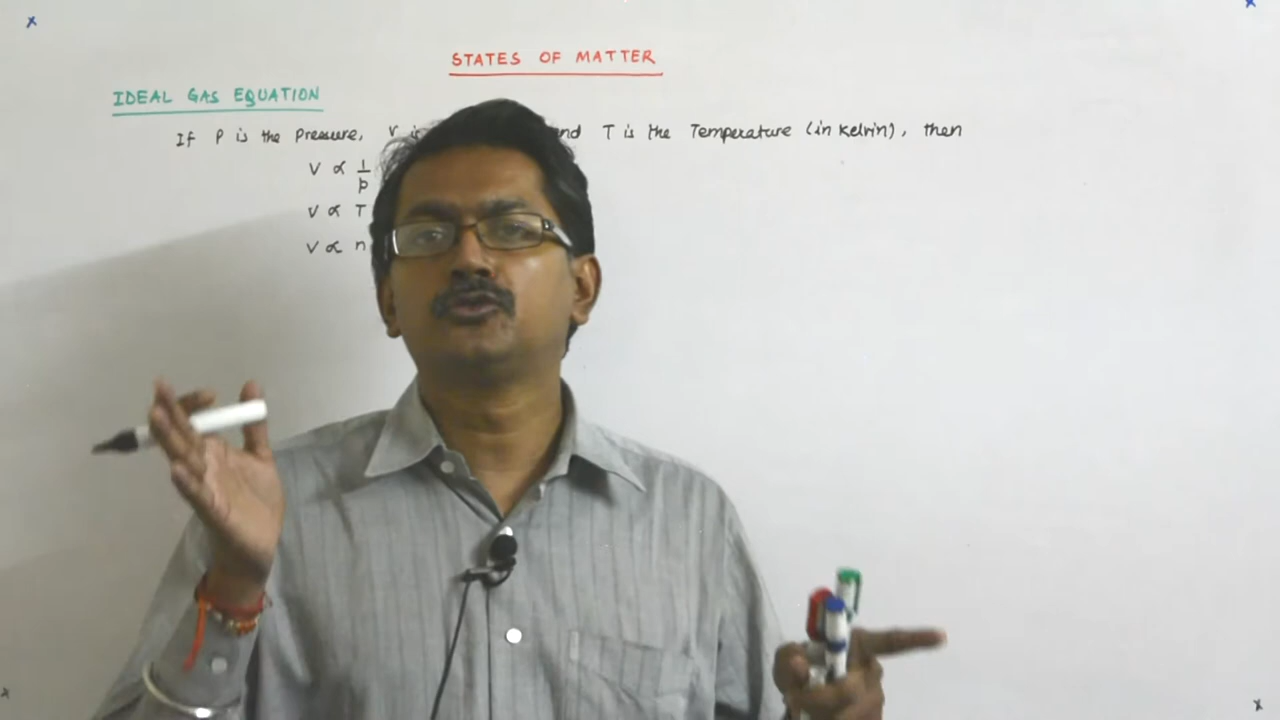 STATES OF MATTER
IDEAL GAS EQUATION
If P is the Pressure, V is and T is the Temperature (in Kelvin), then
V ∝ 1/P
V ∝ T
V ∝ n